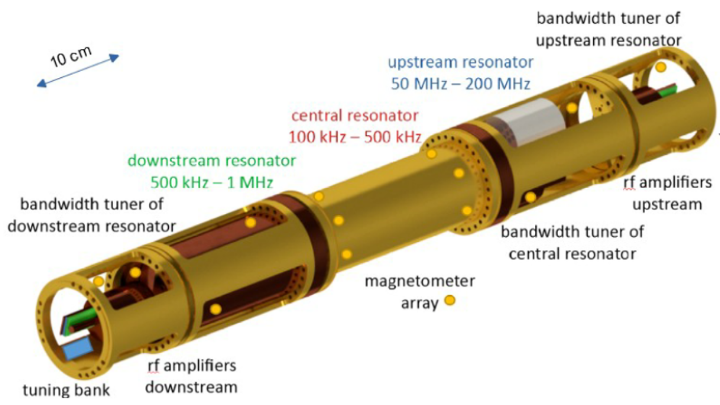 bandwidth tuner of
upstream resonator
10 cm
upstream resonator
50 MHz – 200 MHz
central resonator
100 kHz – 500 kHz
downstream resonator
500 kHz – 1 MHz
bandwidth tuner of
downstream resonator
rf amplifiers
upstream
bandwidth tuner of
central resonator
magnetometer
array
rf amplifiers
downstream
tuning bank